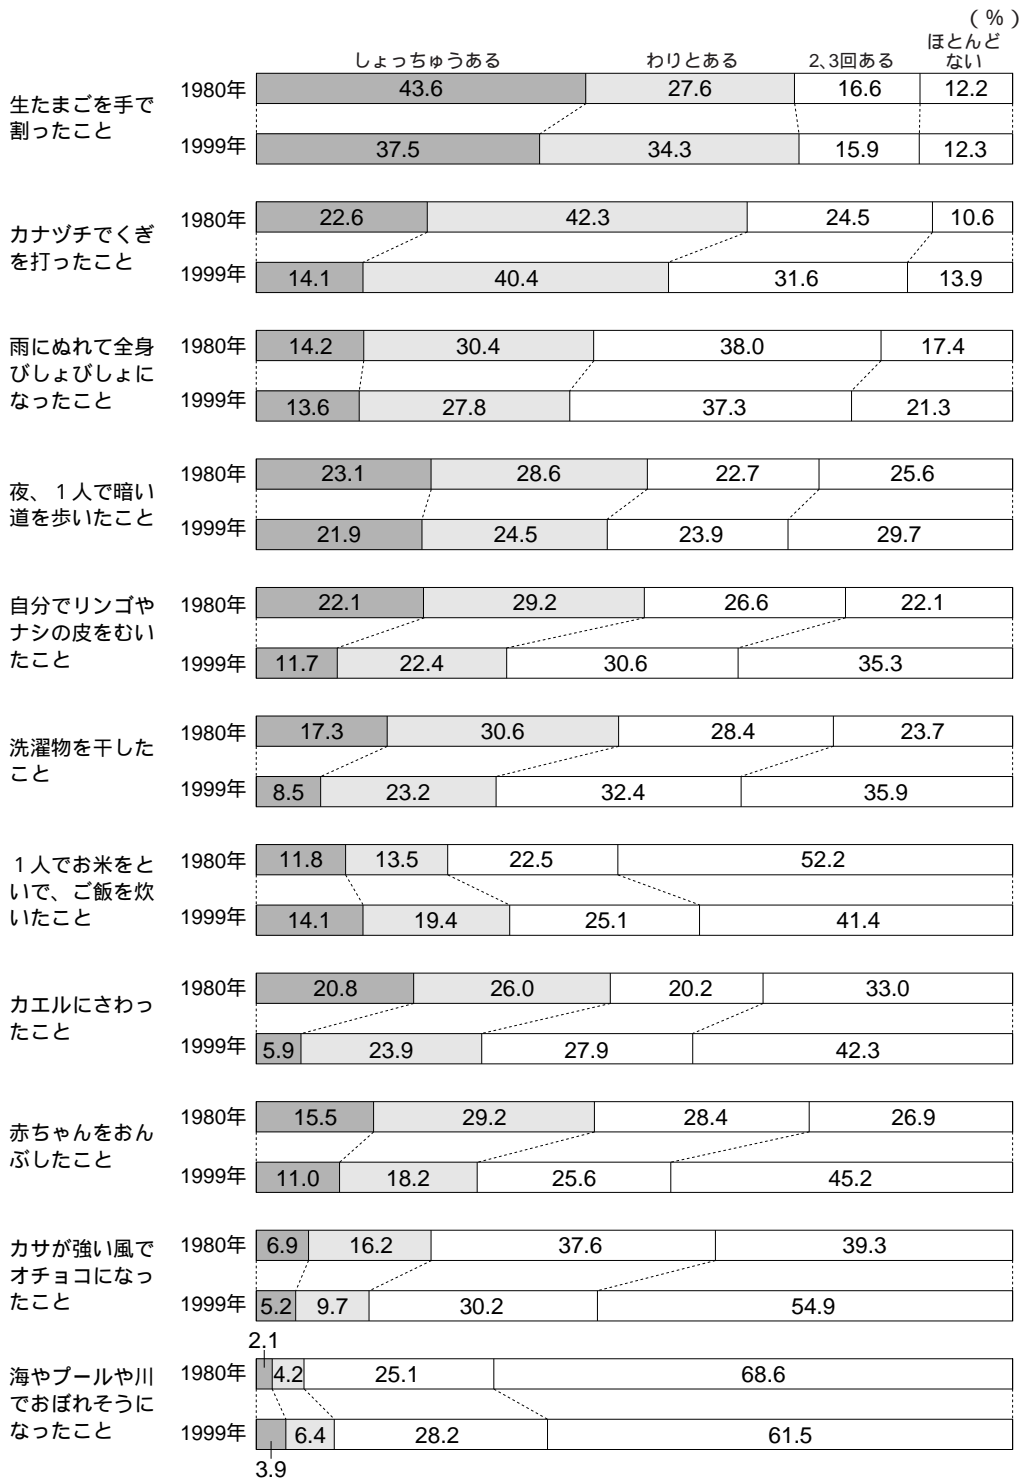 (%)
しょっちゅうある わりとある 2、3回ある ほとんどない
生たまごを手で
割ったこと
1980年 43.6 27.6 16.6 12.2
1999年 37.5 34.3 15.9 12.3
カナヅチでくぎ
を打ったこと
1980年 22.6 42.3 24.5 10.6
1999年 14.1 40.4 31.6 13.9
雨にぬれて全身
びしょびしょに
なったこと
1980年 14.2 30.4 38.0 17.4
1999年 13.6 27.8 37.3 21.3
夜、1人で暗い
道を歩いたこと
1980年 23.1 28.6 22.7 25.6
1999年 21.9 24.5 23.9 29.7
自分でリンゴや
ナシの皮をむい
たこと
1980年 22.1 29.2 26.6 22.1
1999年 11.7 22.4 30.6 35.3
洗濯物を干した
こと
1980年 17.3 30.6 28.4 23.7
1999年 8.5 23.2 32.4 35.9
1人でお米をと
いで、ご飯を炊
いたこと
1980年 11.8 13.5 22.5 52.2
1999年 14.1 19.4 25.1 41.4
カエルにさわっ
たこと
1980年 20.8 26.0 20.2 33.0
1999年 5.9 23.9 27.9 42.3
赤ちゃんをおん
ぶしたこと
1980年 15.5 29.2 28.4 26.9
1999年 11.0 18.2 25.6 45.2
カサが強い風で
オチョコになっ
たこと
1980年 6.9 16.2 37.6 39.3
1999年 5.2 9.7 30.2 54.9
海やプールや川
でおぼれそうに
なったこと
1980年 2.1 4.2 25.1 68.6
1999年 3.9 6.4 28.2 61.5